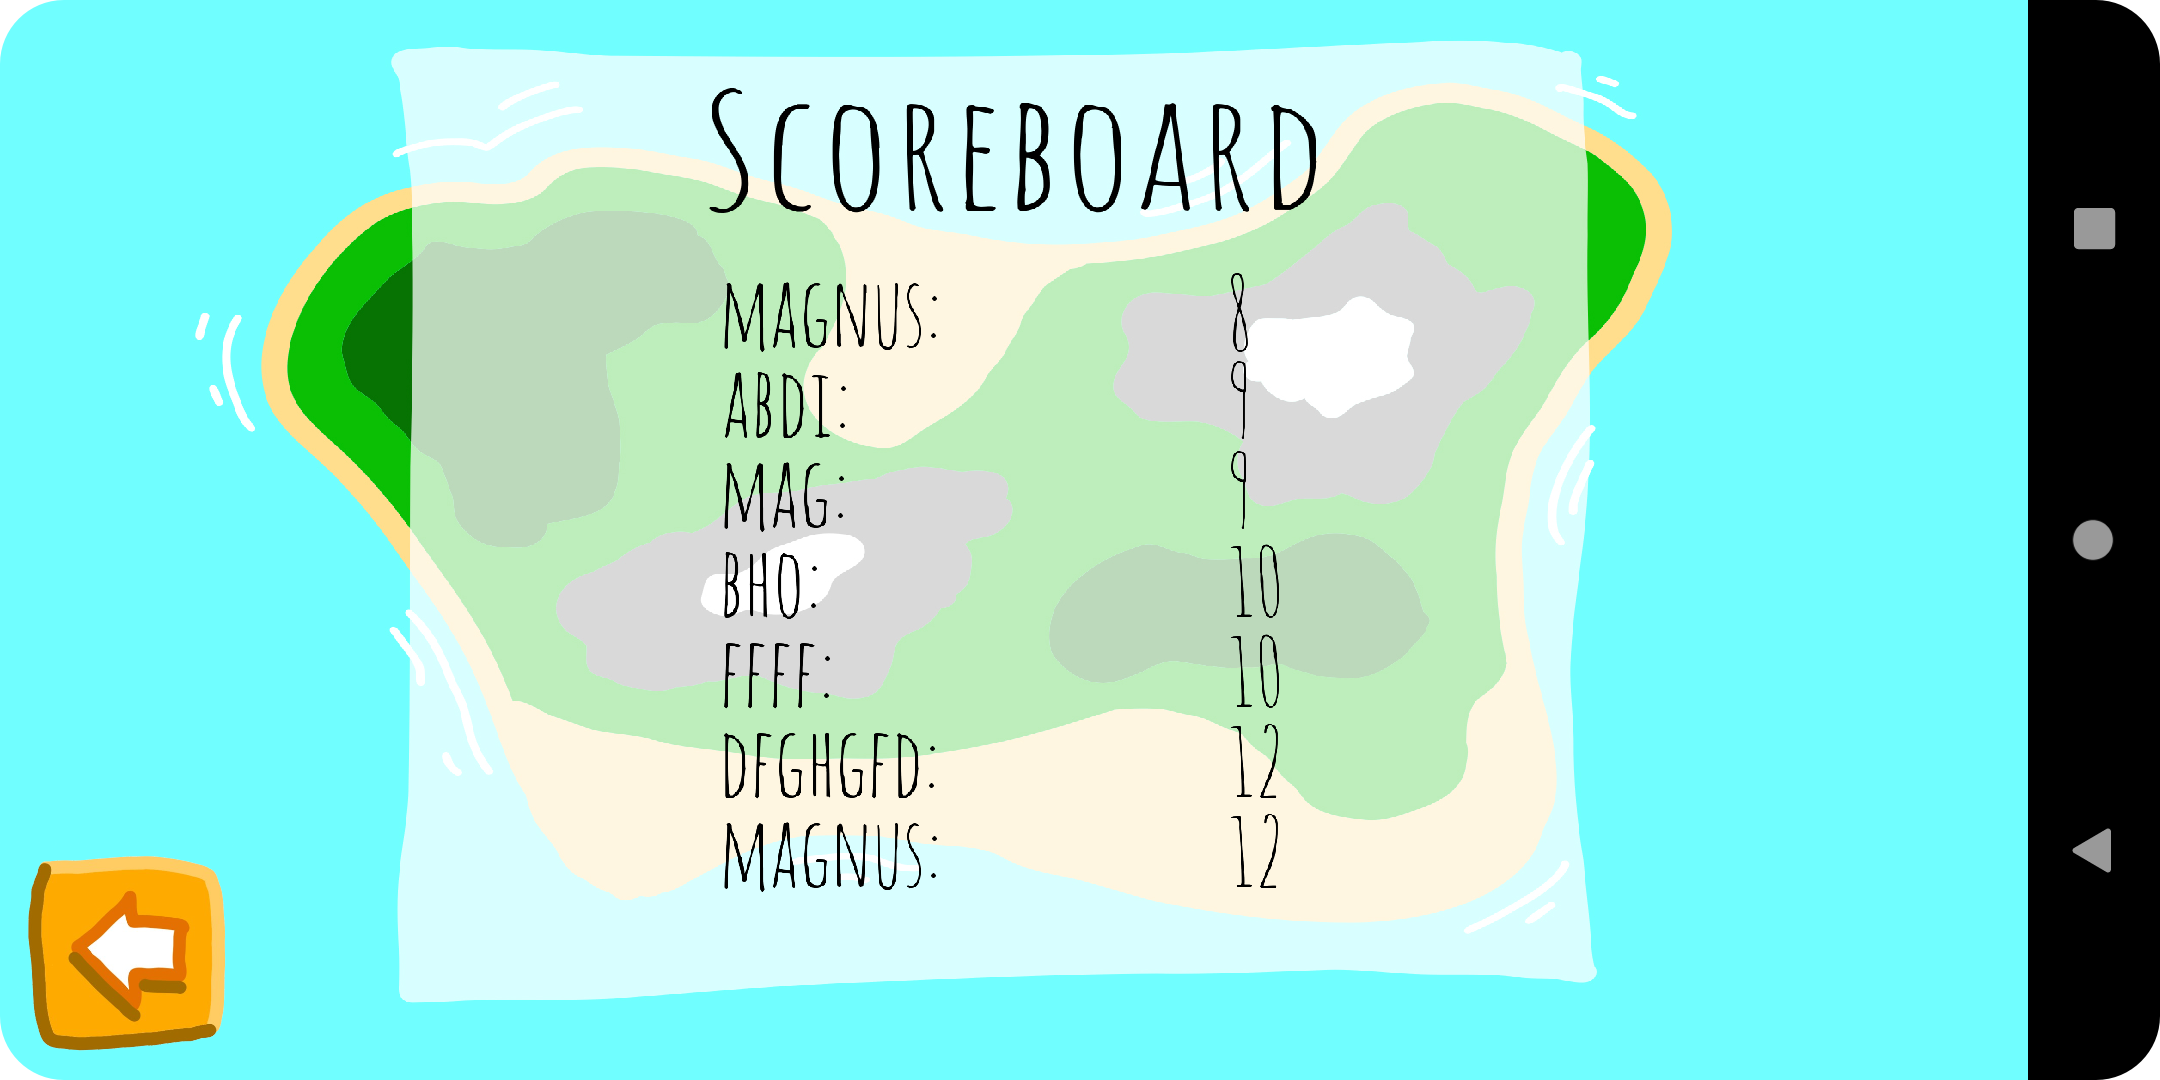 SCOREBOARD
MAGNUS: 8
ABDI: 9
MAG: 9
BHO: 10
FFFF: 10
DFGHGFD: 12
MAGNUS: 12